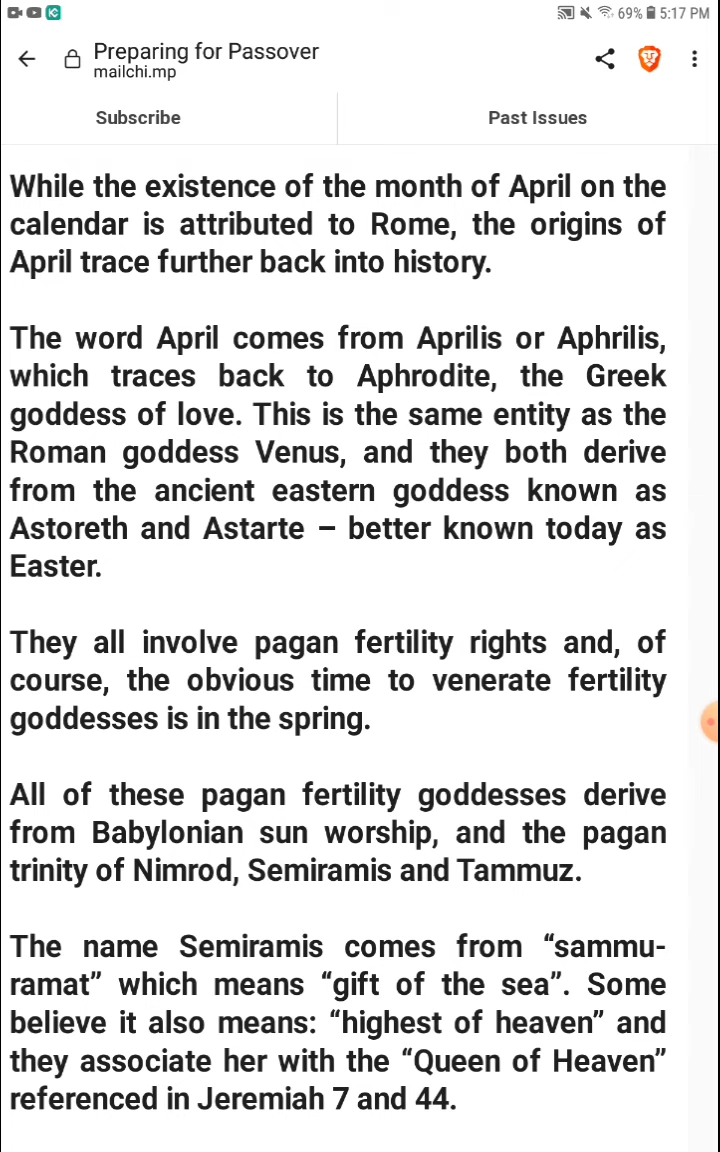 69% 5:17 PM
Preparing for Passover
mailchi.mp
Subscribe Past Issues
While the existence of the month of April on the
calendar is attributed to Rome, the origins of
April trace further back into history.
The word April comes from Aprilis or Aphrilis,
which traces back to Aphrodite, the Greek
goddess of love. This is the same entity as the
Roman goddess Venus, and they both derive
from the ancient eastern goddess known as
Astoreth and Astarte – better known today as
Easter.
They all involve pagan fertility rights and, of
course, the obvious time to venerate fertility
goddesses is in the spring.
All of these pagan fertility goddesses derive
from Babylonian sun worship, and the pagan
trinity of Nimrod, Semiramis and Tammuz.
The name Semiramis comes from “sammu-
ramat” which means “gift of the sea”. Some
believe it also means: “highest of heaven” and
they associate her with the “Queen of Heaven”
referenced in Jeremiah 7 and 44.